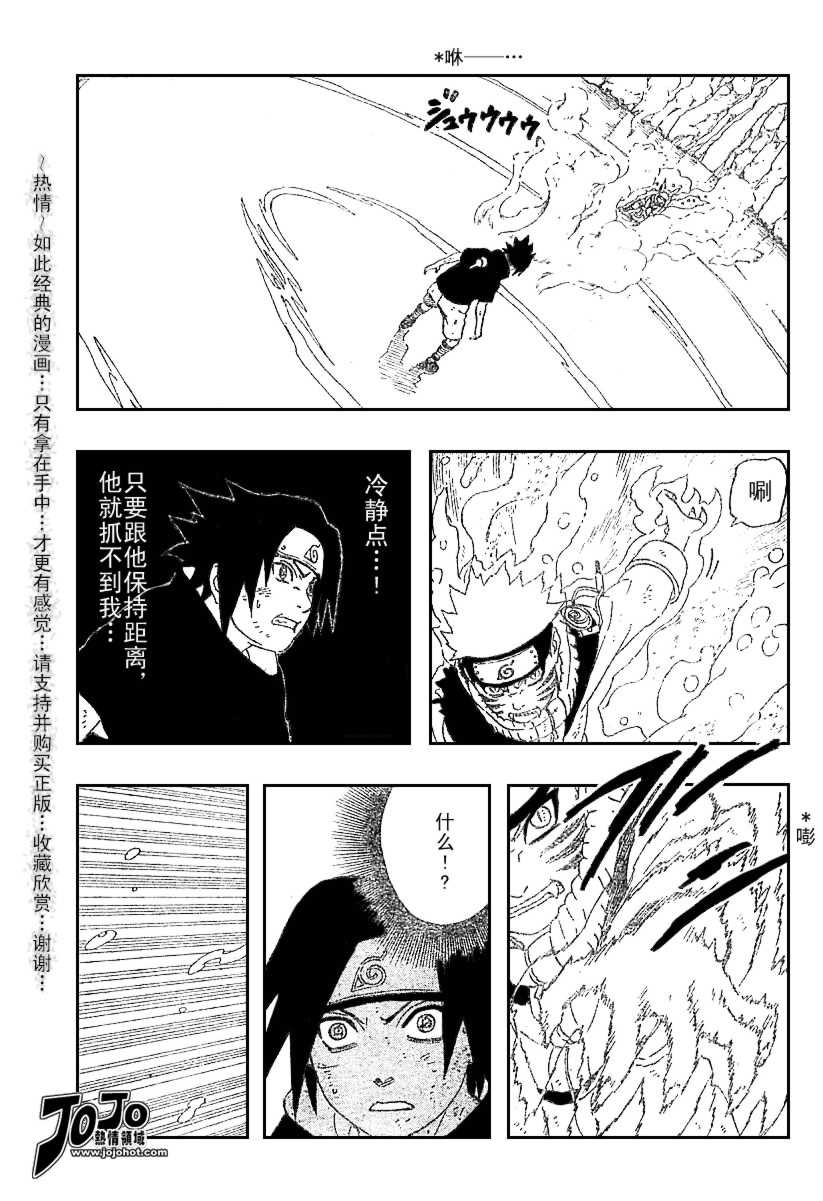 *咻——…
ジュウウウウ
唰
冷静点…!
只要跟他保持距离,
他就抓不到我…
*嘭
什么!?
~热情~如此经典的漫画…只有拿在手中…才更有感觉…请支持并购买正版…收藏欣赏…谢谢…
JOJO
熱情領域
www.jojohot.com